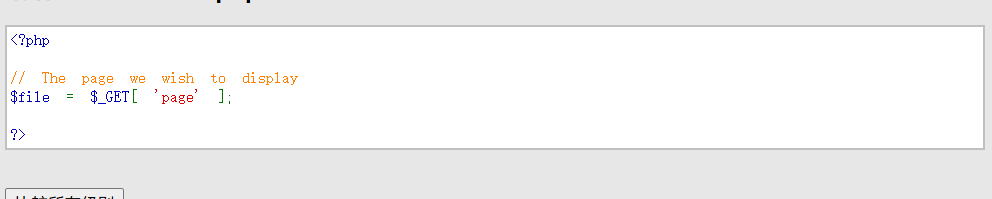 <?php
// The page we wish to display
$file = $_GET[ 'page' ];
?>